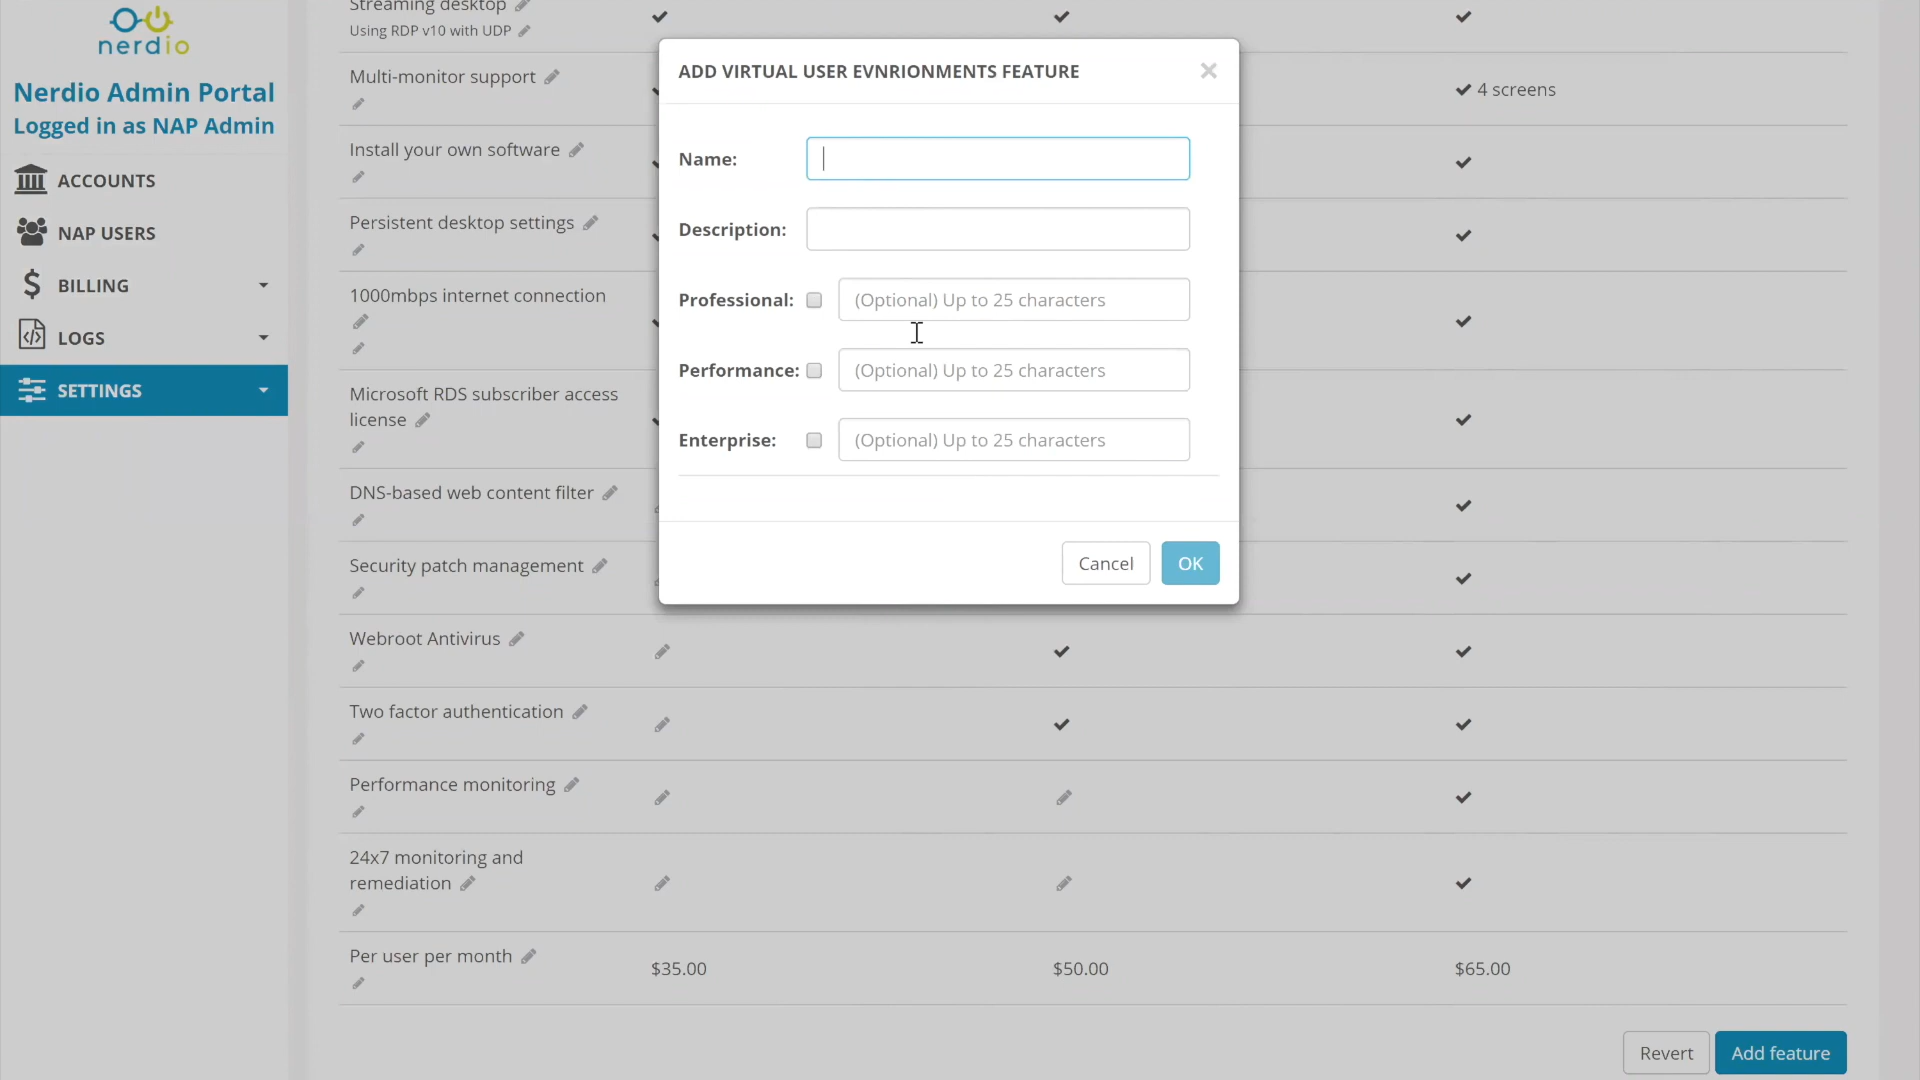 nerdio
Nerdio Admin Portal
Logged in as NAP Admin
ACCOUNTS
NAP USERS
BILLING
LOGS
SETTINGS
Streaming desktop
Using RDP v10 with UDP
Multi-monitor support
4 screens
Install your own software
Persistent desktop settings
1000mbps internet connection
Microsoft RDS subscriber access
license
DNS-based web content filter
Security patch management
Webroot Antivirus
Two factor authentication
Performance monitoring
24x7 monitoring and
remediation
Per user per month
$35.00
$50.00
$65.00
Revert
Add feature
ADD VIRTUAL USER EVNRIONMENTS FEATURE
Name:
Description:
Professional:
(Optional) Up to 25 characters
Performance:
(Optional) Up to 25 characters
Enterprise:
(Optional) Up to 25 characters
Cancel
OK